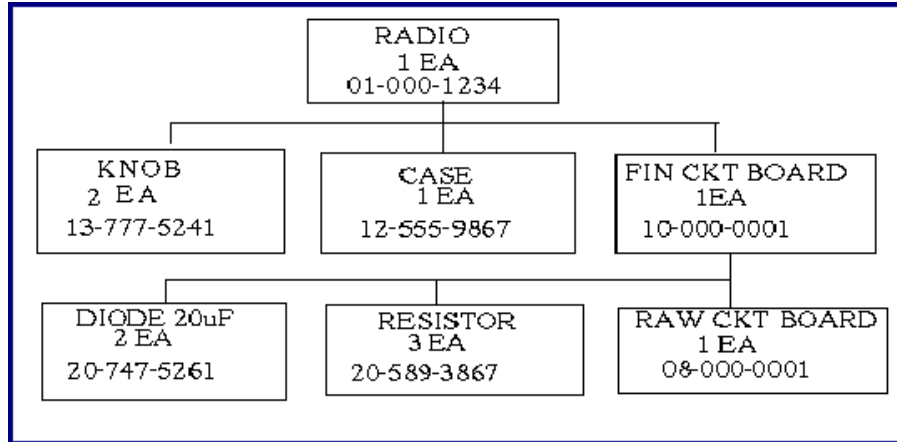 RADIO
1 EA
01-000-1234
KNOB
2 EA
13-777-5241
CASE
1 EA
12-555-9867
FIN CKT BOARD
1EA
10-000-0001
DIODE 20uF
2 EA
20-747-5261
RESISTOR
3 EA
20-589-3867
RAW CKT BOARD
1 EA
08-000-0001